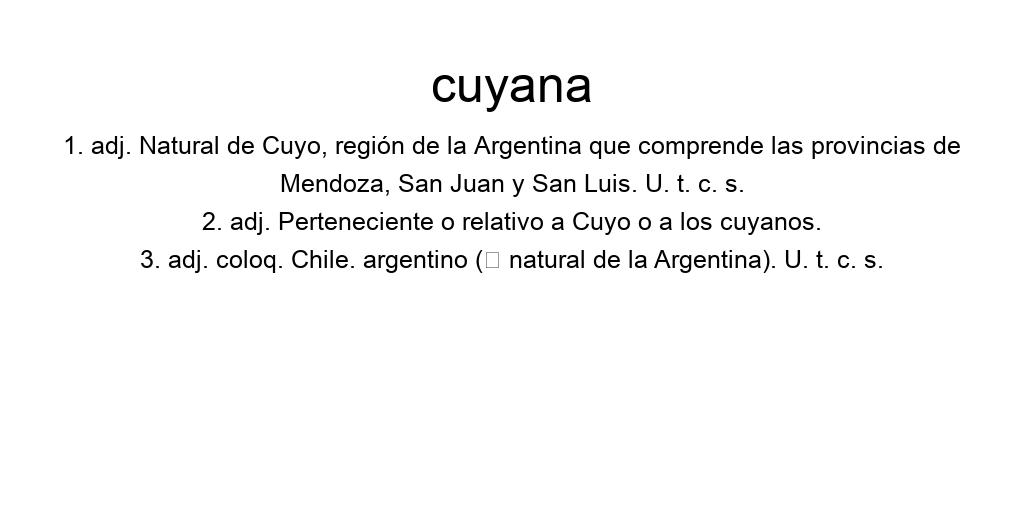 cuyana
1. adj. Natural de Cuyo, región de la Argentina que comprende las provincias de
Mendoza, San Juan y San Luis. U. t. c. s.
2. adj. Perteneciente o relativo a Cuyo o a los cuyanos.
3. adj. coloq. Chile. argentino (□ natural de la Argentina). U. t. c. s.